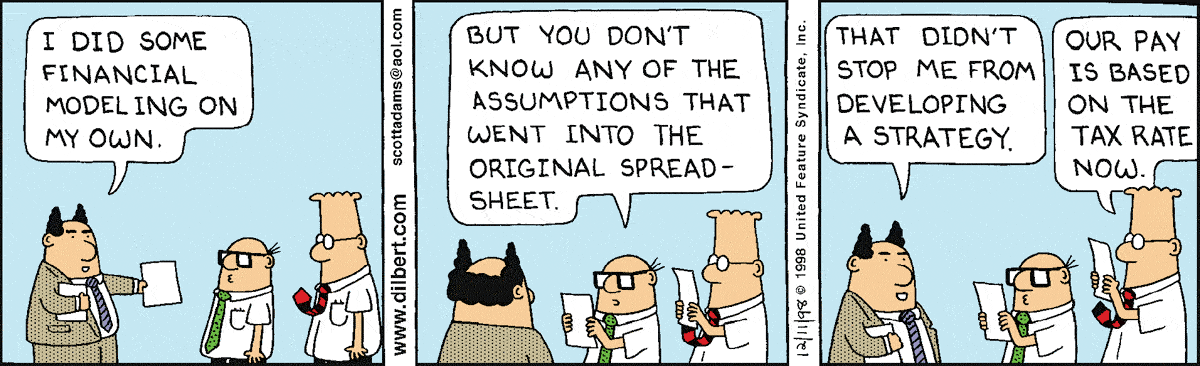 I DID SOME
FINANCIAL
MODELING ON
MY OWN.
scottadams@aol.com
www.dilbert.com
BUT YOU DON'T
KNOW ANY OF THE
ASSUMPTIONS THAT
WENT INTO THE
ORIGINAL SPREAD-
SHEET.
12/11/98 © 1998 United Feature Syndicate, Inc.
THAT DIDN'T
STOP ME FROM
DEVELOPING
A STRATEGY.
OUR PAY
IS BASED
ON THE
TAX RATE
NOW.